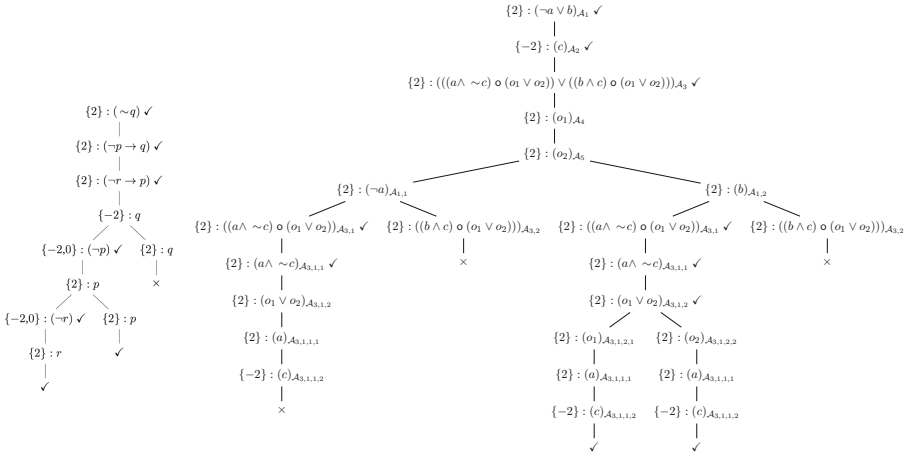 {2} : (∼q) ✓
{2} : (¬p → q) ✓
{2} : (¬r → p) ✓
{−2} : q
{−2,0} : (¬p) ✓ {2} : q
{2} : p ×
{−2,0} : (¬r) ✓ {2} : p
{2} : r ✓
✓
{2} : (¬a ∨ b)_{𝒜_1} ✓
{−2} : (c)_{𝒜_2} ✓
{2} : (((a∧ ∼c) ∘ (o_1 ∨ o_2)) ∨ ((b ∧ c) ∘ (o_1 ∨ o_2)))_{𝒜_3} ✓
{2} : (o_1)_{𝒜_4}
{2} : (o_2)_{𝒜_5}
{2} : (¬a)_{𝒜_{1,1}} {2} : (b)_{𝒜_{1,2}}
{2} : ((a∧ ∼c) ∘ (o_1 ∨ o_2))_{𝒜_{3,1}} ✓ {2} : ((b ∧ c) ∘ (o_1 ∨ o_2)))_{𝒜_{3,2}} {2} : ((a∧ ∼c) ∘ (o_1 ∨ o_2))_{𝒜_{3,1}} ✓ {2} : ((b ∧ c) ∘ (o_1 ∨ o_2)))_{𝒜_{3,2}}
{2} : (a∧ ∼c)_{𝒜_{3,1,1}} ✓ × {2} : (a∧ ∼c)_{𝒜_{3,1,1}} ✓ ×
{2} : (o_1 ∨ o_2)_{𝒜_{3,1,2}} {2} : (o_1 ∨ o_2)_{𝒜_{3,1,2}} ✓
{2} : (a)_{𝒜_{3,1,1,1}} {2} : (o_1)_{𝒜_{3,1,2,1}} {2} : (o_2)_{𝒜_{3,1,2,2}}
{−2} : (c)_{𝒜_{3,1,1,2}} {2} : (a)_{𝒜_{3,1,1,1}} {2} : (a)_{𝒜_{3,1,1,1}}
× {−2} : (c)_{𝒜_{3,1,1,2}} {−2} : (c)_{𝒜_{3,1,1,2}}
✓ ✓